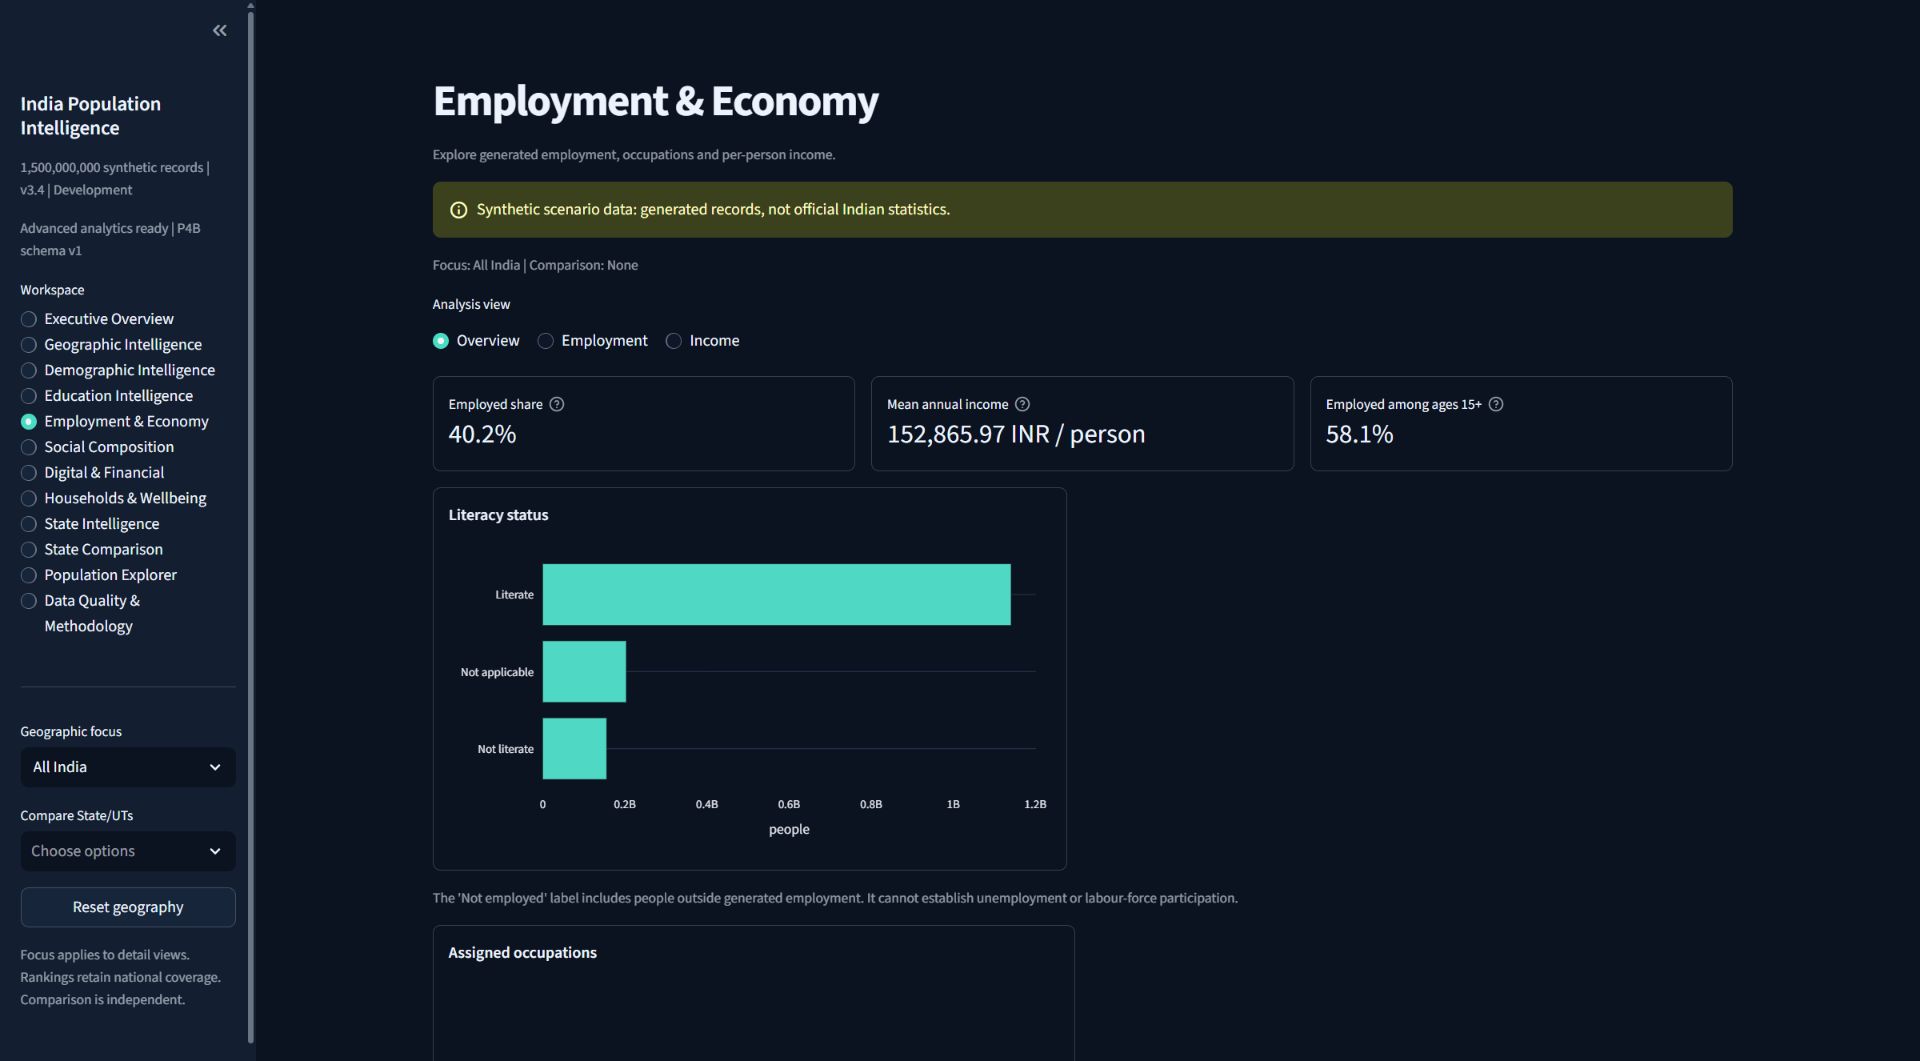 India Population
Intelligence
1,500,000,000 synthetic records |
v3.4 | Development
Advanced analytics ready | P4B
schema v1
Workspace
Executive Overview
Geographic Intelligence
Demographic Intelligence
Education Intelligence
Employment & Economy
Social Composition
Digital & Financial
Households & Wellbeing
State Intelligence
State Comparison
Population Explorer
Data Quality &
Methodology
Geographic focus
All India
Compare State/UTs
Choose options
Reset geography
Focus applies to detail views.
Rankings retain national coverage.
Comparison is independent.
Employment & Economy
Explore generated employment, occupations and per-person income.
Synthetic scenario data: generated records, not official Indian statistics.
Focus: All India | Comparison: None
Analysis view
Overview Employment Income
Employed share
40.2%
Mean annual income
152,865.97 INR / person
Employed among ages 15+
58.1%
Literacy status
Literate
Not applicable
Not literate
0 0.2B 0.4B 0.6B 0.8B 1B 1.2B
people
The 'Not employed' label includes people outside generated employment. It cannot establish unemployment or labour-force participation.
Assigned occupations